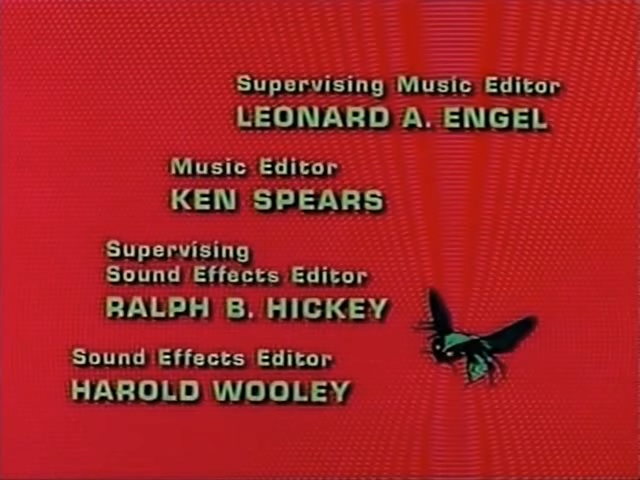 Supervising Music Editor
LEONARD A. ENGEL
Music Editor
KEN SPEARS
Supervising
Sound Effects Editor
RALPH B. HICKEY
Sound Effects Editor
HAROLD WOOLEY